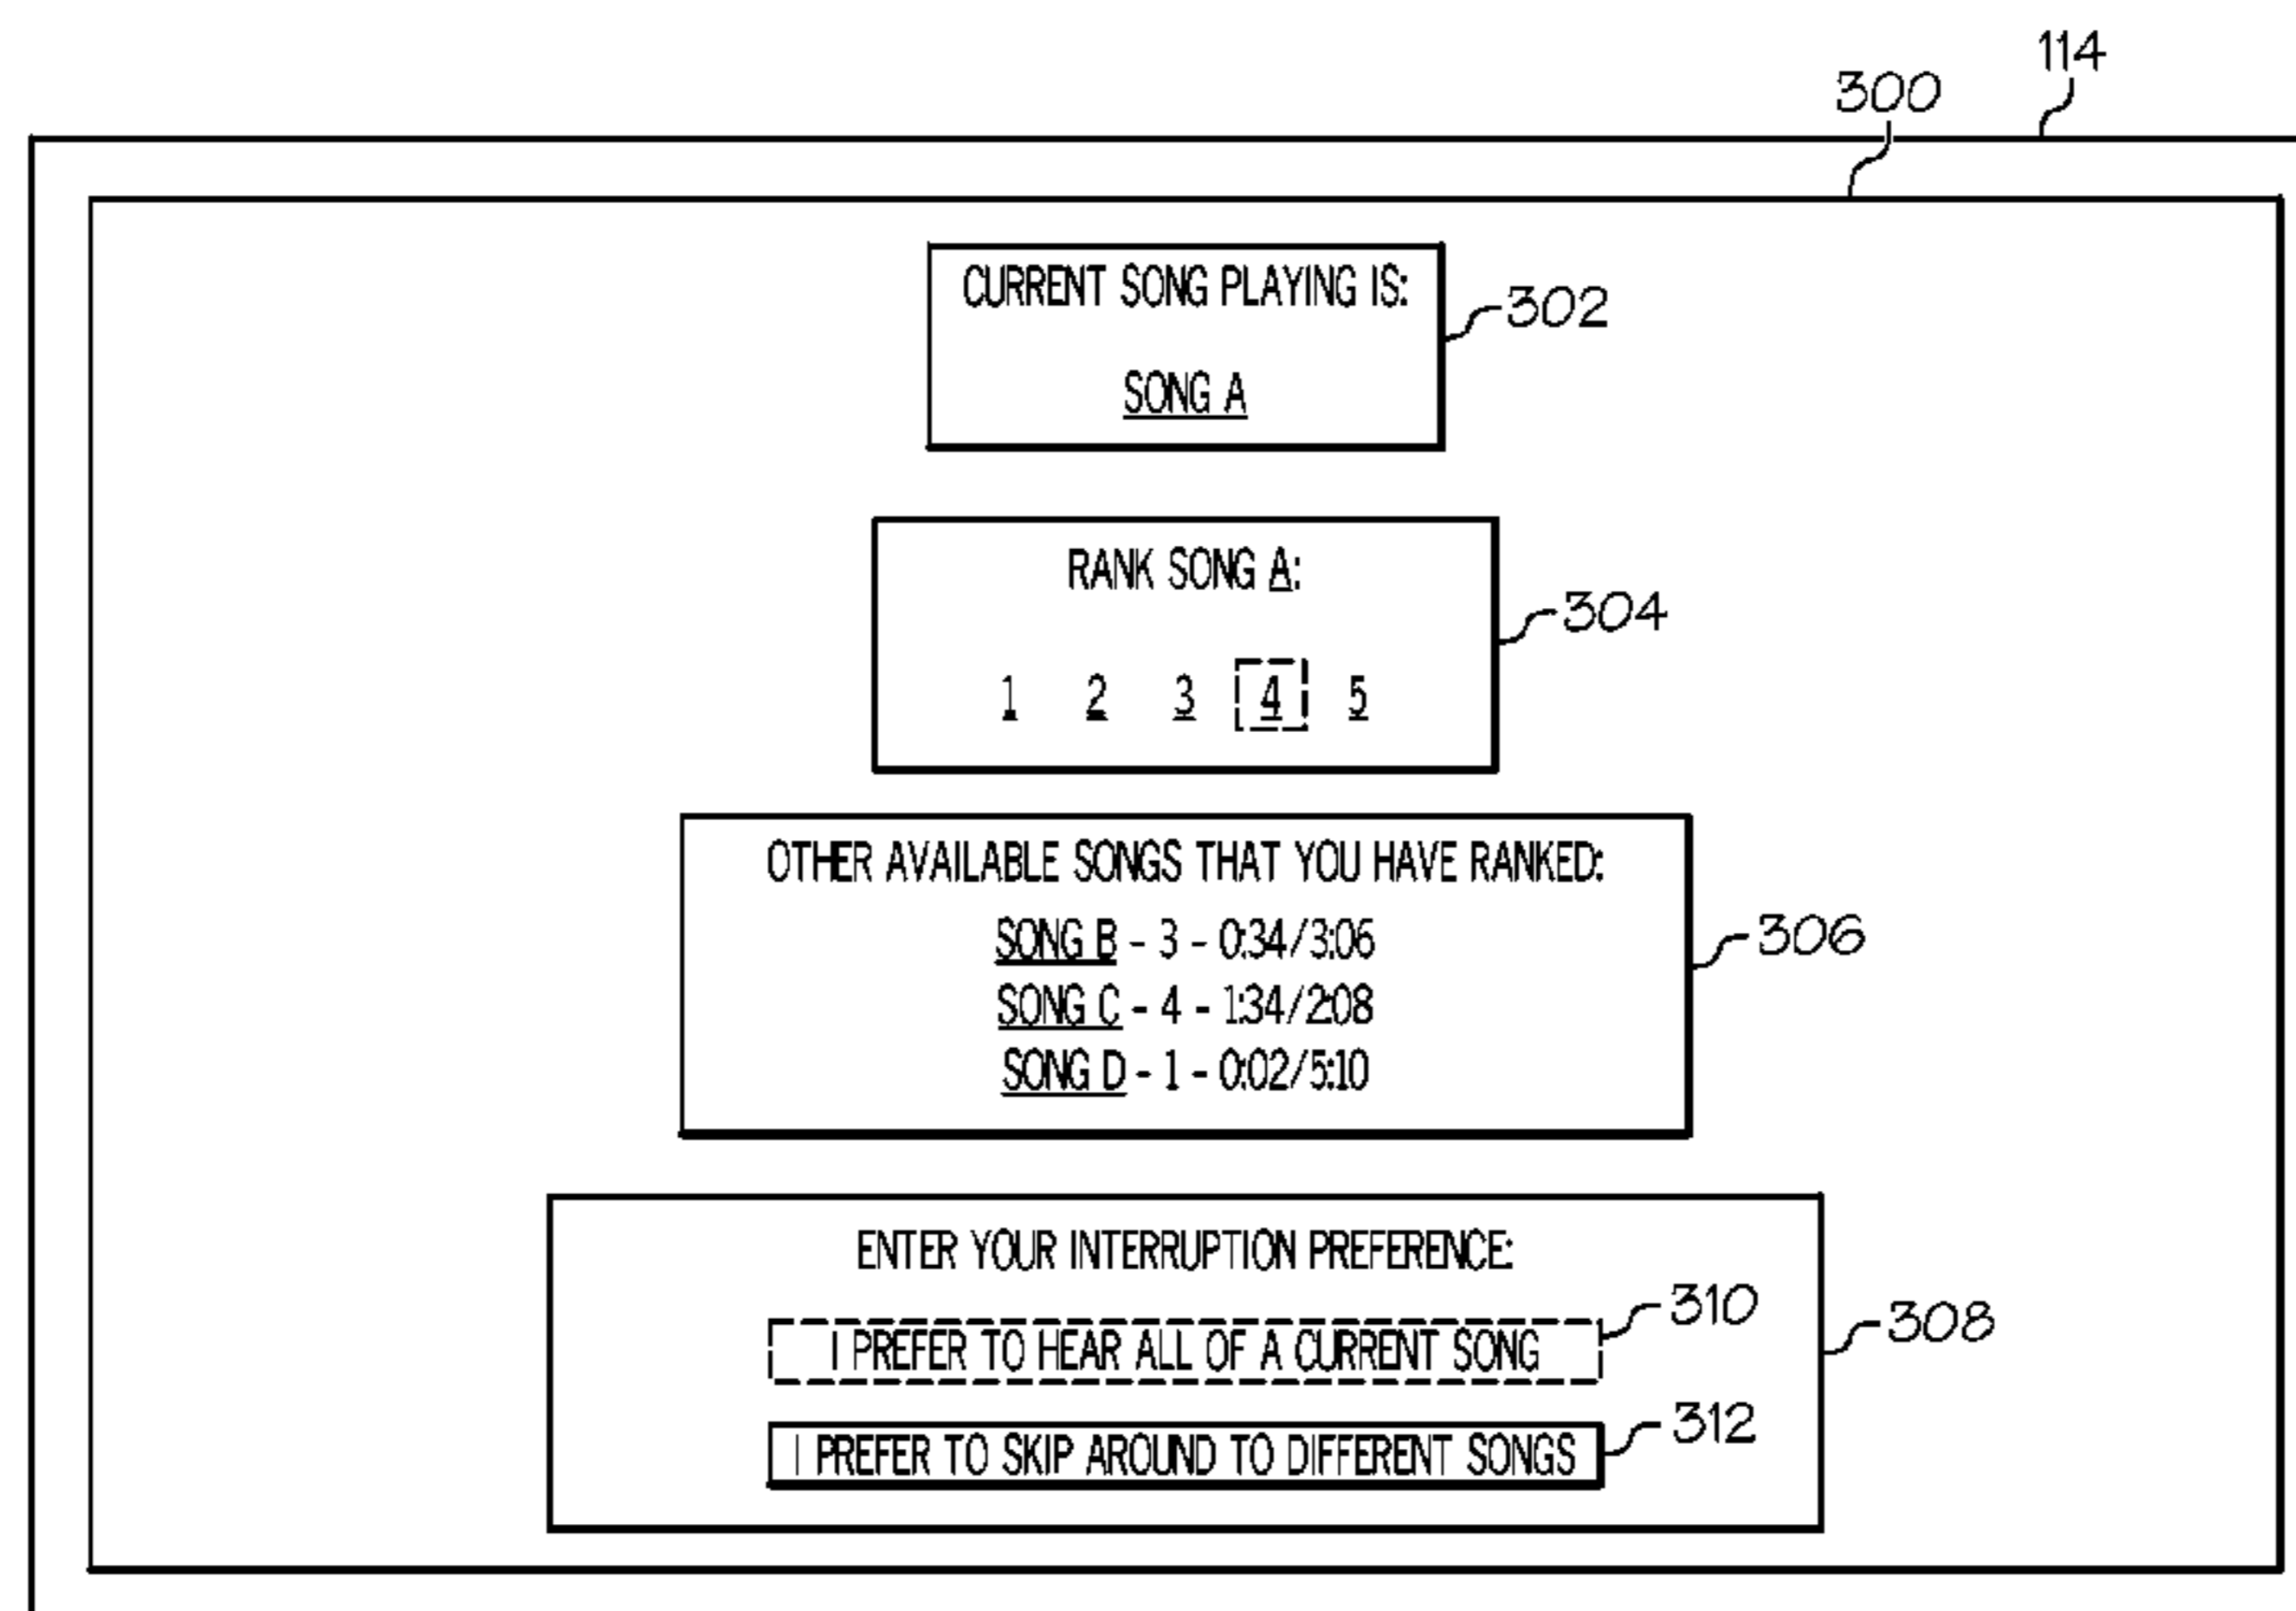 114
300
CURRENT SONG PLAYING IS:
302
SONG A
RANK SONG A:
304
1 2 3 4 5
OTHER AVAILABLE SONGS THAT YOU HAVE RANKED:
SONG B - 3 - 0:34/3:06
306
SONG C - 4 - 1:34/2:08
SONG D - 1 - 0:02/5:10
ENTER YOUR INTERRUPTION PREFERENCE:
310
308
I PREFER TO HEAR ALL OF A CURRENT SONG
312
I PREFER TO SKIP AROUND TO DIFFERENT SONGS